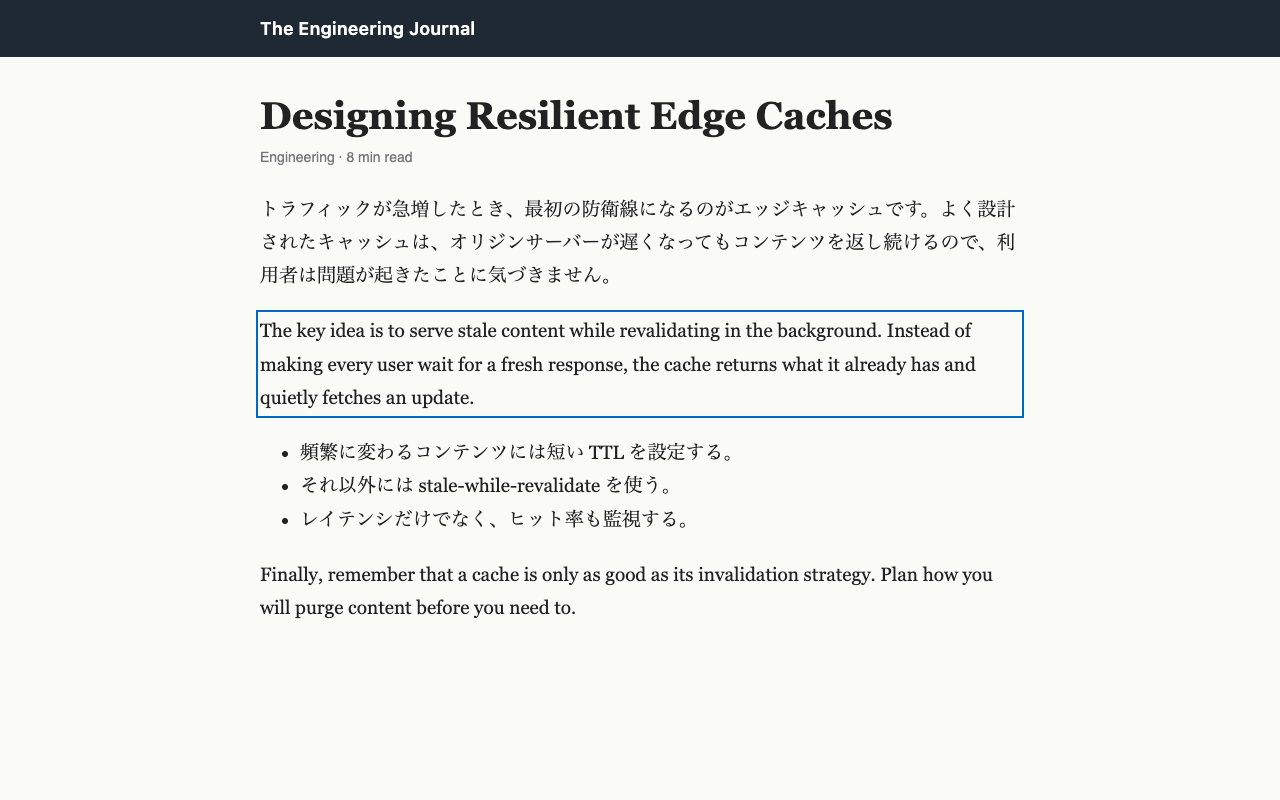 The Engineering Journal
Designing Resilient Edge Caches
Engineering · 8 min read
トラフィックが急増したとき、最初の防衛線になるのがエッジキャッシュです。よく設計
されたキャッシュは、オリジンサーバーが遅くなってもコンテンツを返し続けるので、利
用者は問題が起きたことに気づきません。
The key idea is to serve stale content while revalidating in the background. Instead of
making every user wait for a fresh response, the cache returns what it already has and
quietly fetches an update.
• 頻繁に変わるコンテンツには短い TTL を設定する。
• それ以外には stale-while-revalidate を使う。
• レイテンシだけでなく、ヒット率も監視する。
Finally, remember that a cache is only as good as its invalidation strategy. Plan how you
will purge content before you need to.